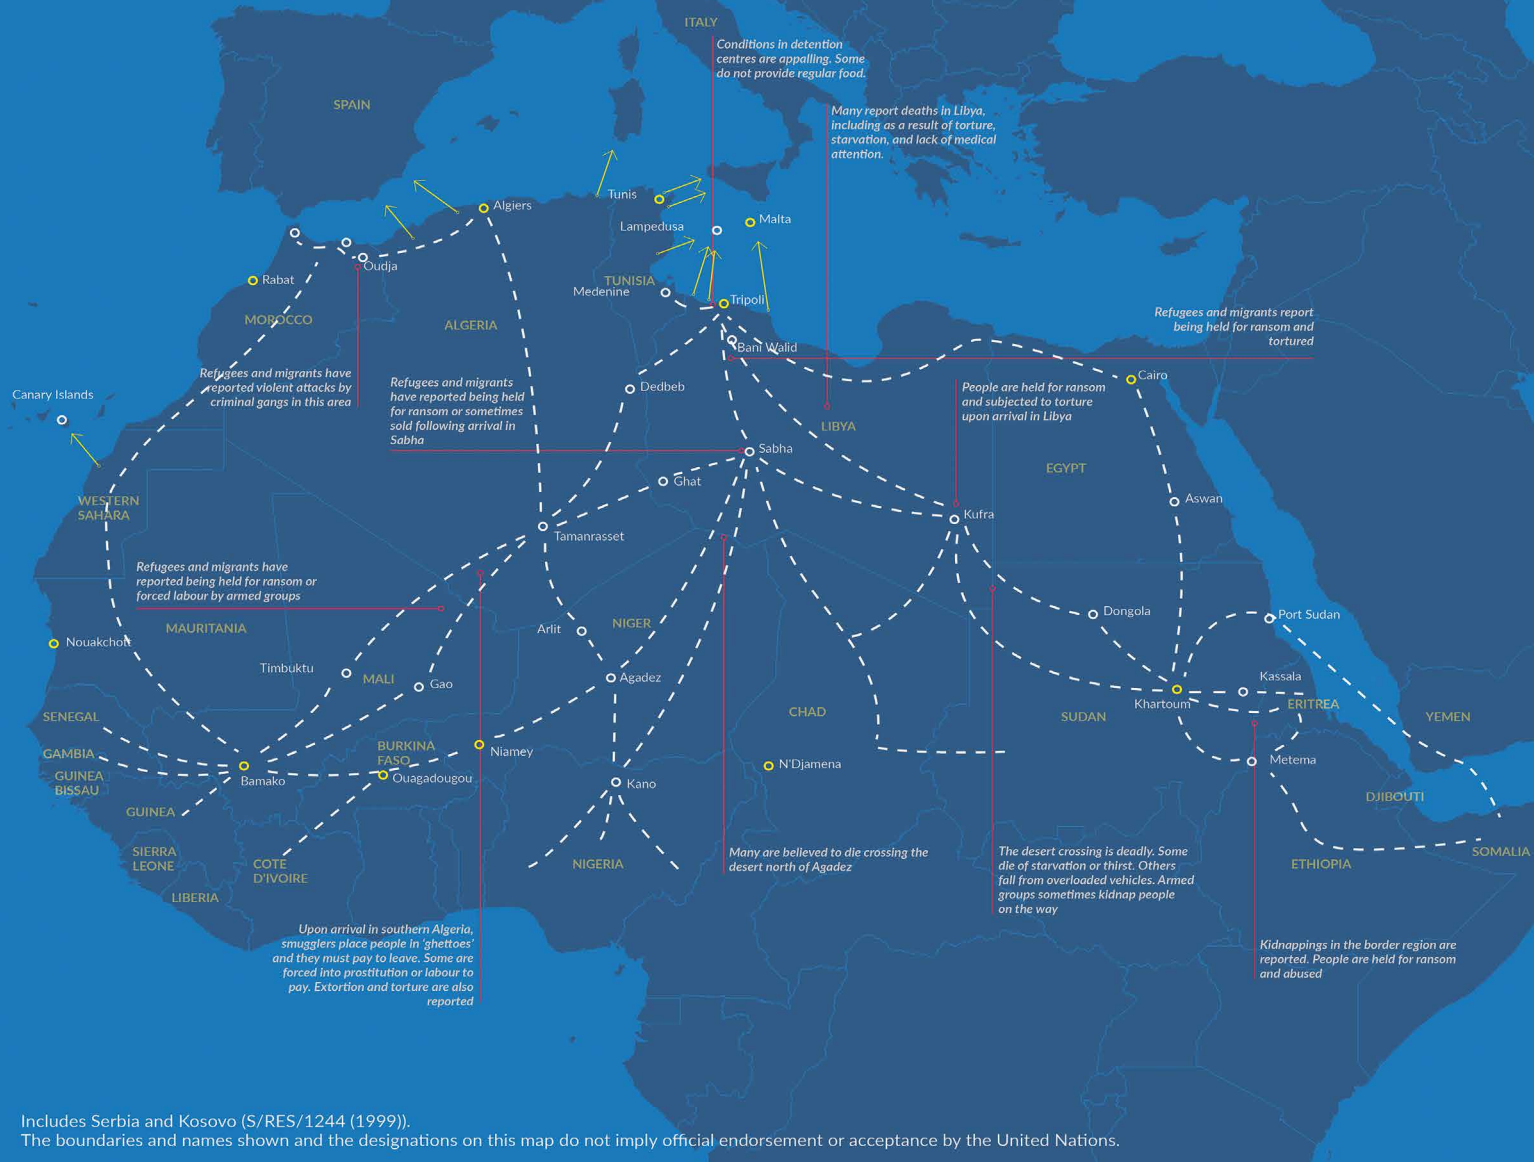 ITALY
Conditions in detention
centres are appalling. Some
do not provide regular food.
SPAIN
Many report deaths in Libya,
including as a result of torture,
starvation, and lack of medical
attention.
Tunis
Algiers
Lampedusa
Malta
Oudja
Rabat
TUNISIA
Medenine
Tripoli
MOROCCO
ALGERIA
Bani Walid
Refugees and migrants report
being held for ransom and
tortured
Refugees and migrants have
reported violent attacks by
criminal gangs in this area
Canary Islands
Refugees and migrants
have reported being held
for ransom or sometimes
sold following arrival in
Sabha
Dedbeb
Cairo
People are held for ransom
and subjected to torture
upon arrival in Libya
LIBYA
Sabha
EGYPT
Ghat
WESTERN
SAHARA
Aswan
Kufra
Tamanrasset
Refugees and migrants have
reported being held for ransom or
forced labour by armed groups
MAURITANIA
Arlit
NIGER
Dongola
Port Sudan
Nouakchott
Timbuktu
MALI
Gao
Agadez
Kassala
Khartoum
ERITREA
SENEGAL
CHAD
SUDAN
YEMEN
GAMBIA
BURKINA
FASO
Niamey
Metema
GUINEA
BISSAU
Bamako
Ouagadougou
N'Djamena
Kano
DJIBOUTI
GUINEA
SIERRA
LEONE
COTE
D'IVOIRE
NIGERIA
Many are believed to die crossing the
desert north of Agadez
The desert crossing is deadly. Some
die of starvation or thirst. Others
fall from overloaded vehicles. Armed
groups sometimes kidnap people
on the way
ETHIOPIA
SOMALIA
LIBERIA
Upon arrival in southern Algeria,
smugglers place people in 'ghettoes'
and they must pay to leave. Some are
forced into prostitution or labour to
pay. Extortion and torture are also
reported
Kidnappings in the border region are
reported. People are held for ransom
and abused
Includes Serbia and Kosovo (S/RES/1244 (1999)).
The boundaries and names shown and the designations on this map do not imply official endorsement or acceptance by the United Nations.